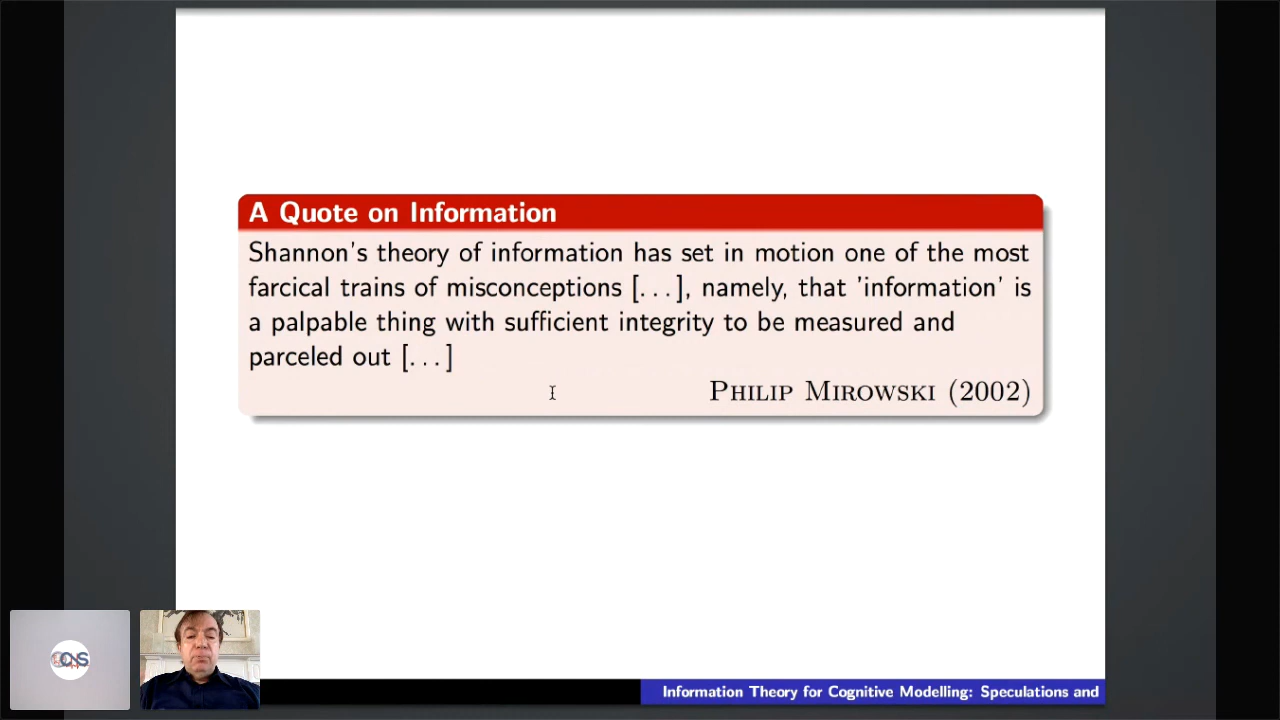 A Quote on Information
Shannon's theory of information has set in motion one of the most
farcical trains of misconceptions [...], namely, that 'information' is
a palpable thing with sufficient integrity to be measured and
parceled out [...]
PHILIP MIROWSKI (2002)
Information Theory for Cognitive Modelling: Speculations and